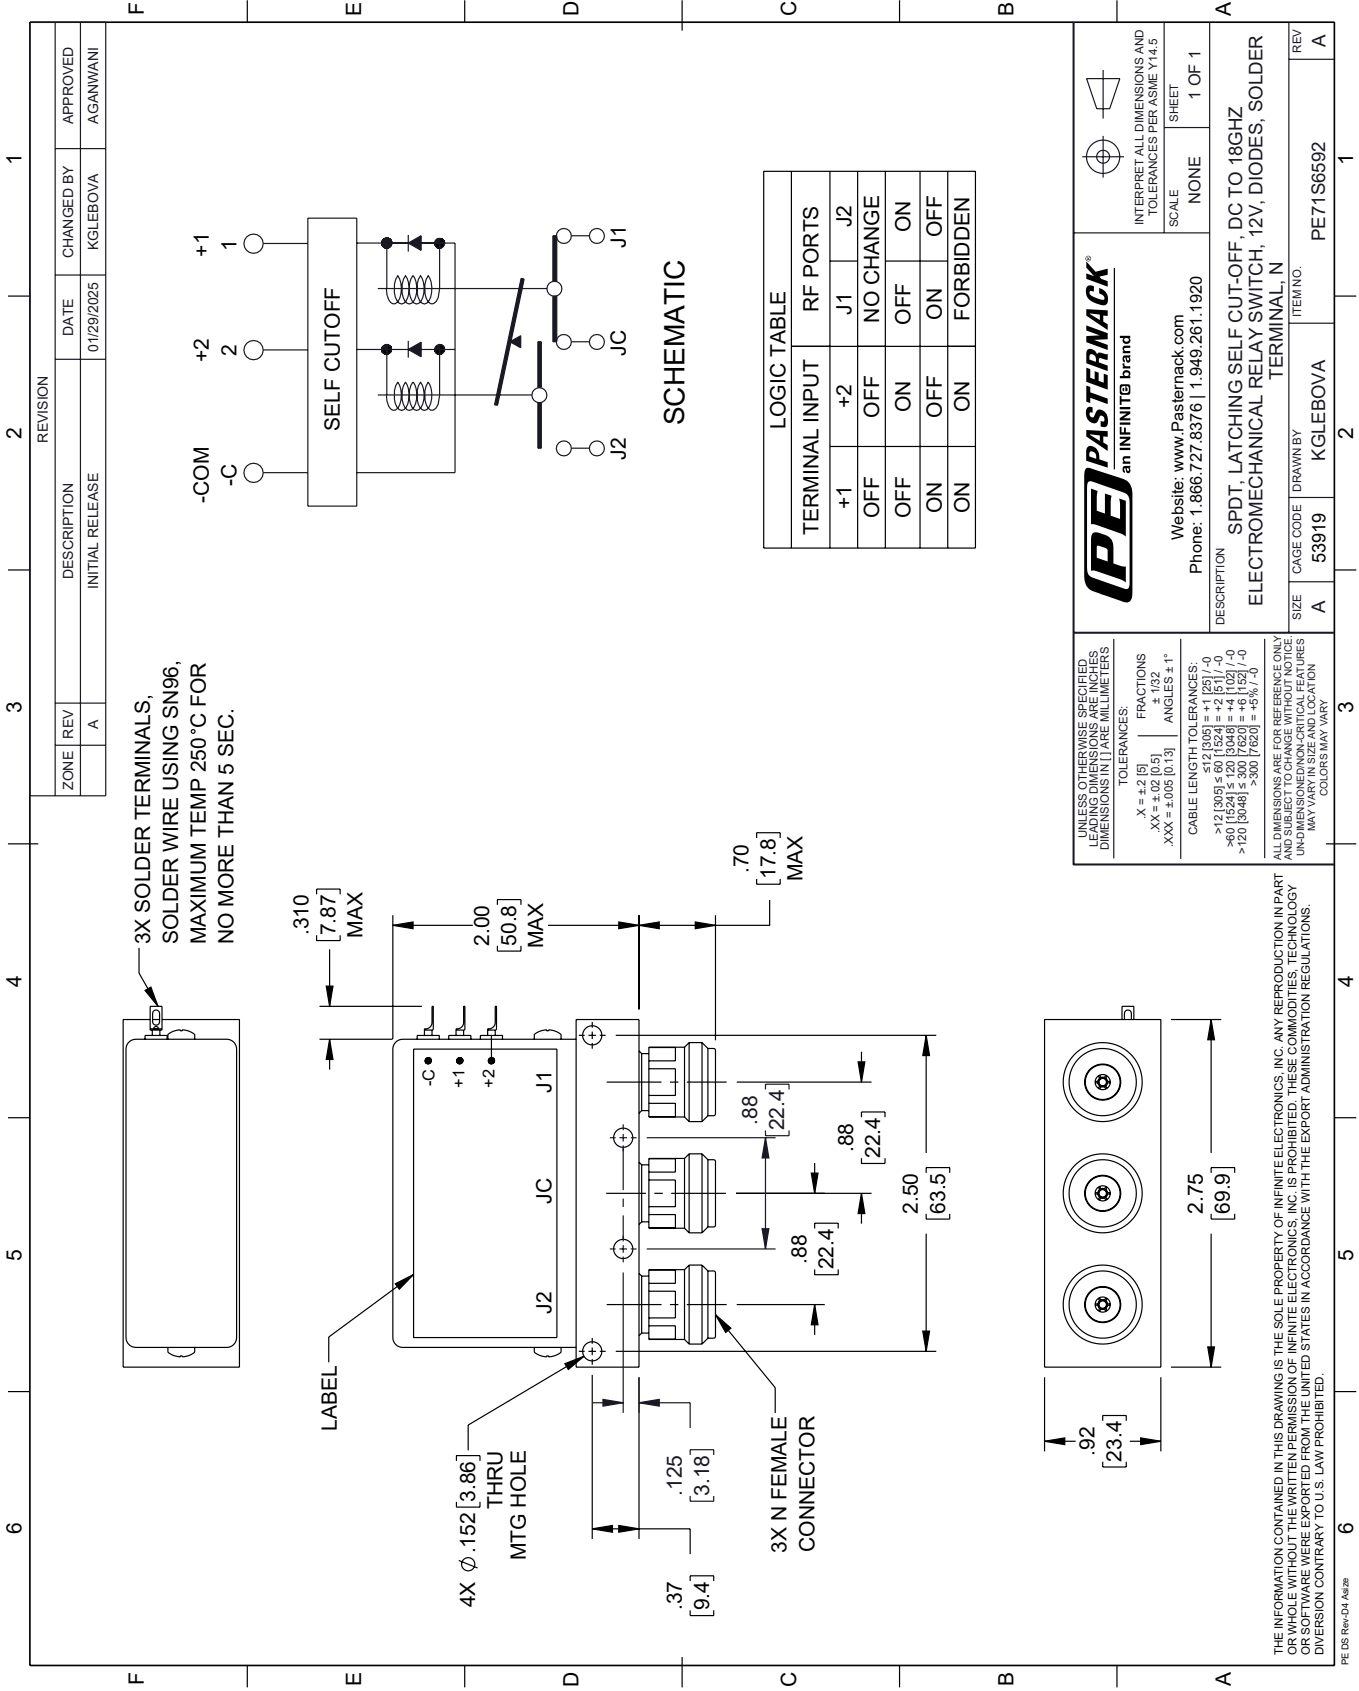 6
5
4
3
2
1
F
E
D
C
B
A
REVISION
ZONE
REV
DESCRIPTION
DATE
CHANGED BY
APPROVED
A
INITIAL RELEASE
01/29/2025
KGLEBOVA
AGANWANI
3X SOLDER TERMINALS,
SOLDER WIRE USING SN96,
MAXIMUM TEMP 250°C FOR
NO MORE THAN 5 SEC.
LABEL
4X ⌀.152 [3.86]
THRU
MTG HOLE
.310
[7.87]
MAX
2.00
[50.8]
MAX
.70
[17.8]
MAX
-C
+1
+2
J2
JC
J1
.37
[9.4]
.125
[3.18]
3X N FEMALE
CONNECTOR
.88
[22.4]
.88
[22.4]
.88
[22.4]
2.50
[63.5]
.92
[23.4]
2.75
[69.9]
-COM
-C
+2
2
+1
1
SELF CUTOFF
J2
JC
J1
SCHEMATIC
LOGIC TABLE
TERMINAL INPUT
RF PORTS
+1
+2
J1
J2
OFF
OFF
NO CHANGE
OFF
ON
OFF
ON
ON
OFF
ON
OFF
ON
ON
FORBIDDEN
THE INFORMATION CONTAINED IN THIS DRAWING IS THE SOLE PROPERTY OF INFINITE ELECTRONICS, INC. ANY REPRODUCTION IN PART
OR WHOLE WITHOUT THE WRITTEN PERMISSION OF INFINITE ELECTRONICS, INC. IS PROHIBITED. THESE COMMODITIES, TECHNOLOGY
OR SOFTWARE WERE EXPORTED FROM THE UNITED STATES IN ACCORDANCE WITH THE EXPORT ADMINISTRATION REGULATIONS.
DIVERSION CONTRARY TO U.S. LAW PROHIBITED.
UNLESS OTHERWISE SPECIFIED
LEADING DIMENSIONS ARE INCHES
DIMENSIONS IN [ ] ARE MILLIMETERS
TOLERANCES:
.X = ±.2 [5]
.XX = ±.02 [0.5]
.XXX = ±.005 [0.13]
FRACTIONS
± 1/32
ANGLES ± 1°
CABLE LENGTH TOLERANCES:
≤12 [305] = +1 [25] / -0
>12 [305] ≤ 60 [1524] = +2 [51] / -0
>60 [1524] ≤ 120 [3048] = +4 [102] / -0
>120 [3048] ≤ 300 [7620] = +6 [152] / -0
>300 [7620] = +5% / -0
ALL DIMENSIONS ARE FOR REFERENCE ONLY
AND SUBJECT TO CHANGE WITHOUT NOTICE.
UN-DIMENSIONED/NON-CRITICAL FEATURES
MAY VARY IN SIZE AND LOCATION
COLORS MAY VARY
PE PASTERNACK®
an INFINIT@ brand
Website: www.Pasternack.com
Phone: 1.866.727.8376 | 1.949.261.1920
INTERPRET ALL DIMENSIONS AND
TOLERANCES PER ASME Y14.5
SCALE
NONE
SHEET
1 OF 1
DESCRIPTION
SPDT, LATCHING SELF CUT-OFF, DC TO 18GHZ
ELECTROMECHANICAL RELAY SWITCH, 12V, DIODES, SOLDER
TERMINAL, N
SIZE
A
CAGE CODE
53919
DRAWN BY
KGLEBOVA
ITEM NO.
PE71S6592
REV
A
F
E
D
C
B
A
6
5
4
3
2
1
PE DS Rev-D4 Asize